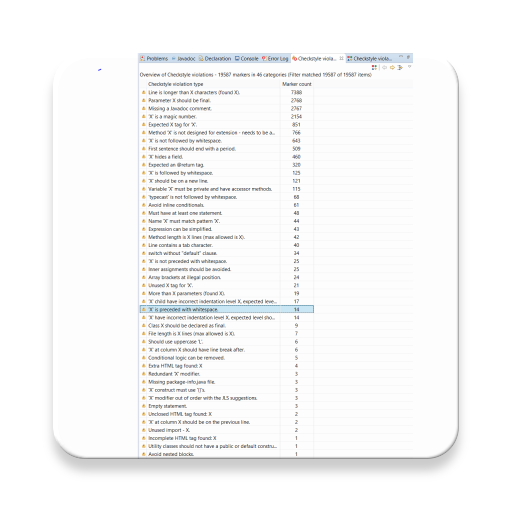 Problems Javadoc Declaration Console Error Log Checkstyle viola... Checkstyle viola...
Overview of Checkstyle violations - 19587 markers in 46 categories (Filter matched 19587 of 19587 items)
Checkstyle violation type Marker count
Line is longer than X characters (found X). 7388
Parameter X should be final. 2768
Missing a Javadoc comment. 2767
'X' is a magic number. 2154
Expected X tag for 'X'. 851
Method 'X' is not designed for extension - needs to be a... 766
'X' is not followed by whitespace. 643
First sentence should end with a period. 509
'X' hides a field. 460
Expected an @return tag. 320
'X' is followed by whitespace. 125
'X' should be on a new line. 121
Variable 'X' must be private and have accessor methods. 115
'typecast' is not followed by whitespace. 68
Avoid inline conditionals. 61
Must have at least one statement. 48
Name 'X' must match pattern 'X'. 44
Expression can be simplified. 43
Method length is X lines (max allowed is X). 42
Line contains a tab character. 40
switch without "default" clause. 34
'X' is not preceded with whitespace. 25
Inner assignments should be avoided. 25
Array brackets at illegal position. 24
Unused X tag for 'X'. 21
More than X parameters (found X). 19
'X' child have incorrect indentation level X, expected leve... 17
'X' is preceded with whitespace. 14
'X' have incorrect indentation level X, expected level sho... 14
Class X should be declared as final. 9
File length is X lines (max allowed is X). 7
Should use uppercase 'L'. 6
'X' at column X should have line break after. 6
Conditional logic can be removed. 5
Extra HTML tag found: X 4
Redundant 'X' modifier. 3
Missing package-info.java file. 3
'X' construct must use '{}'s. 3
'X' modifier out of order with the JLS suggestions. 3
Empty statement. 3
Unclosed HTML tag found: X 2
'X' at column X should be on the previous line. 2
Unused import - X. 2
Incomplete HTML tag found: X 1
Utility classes should not have a public or default constru... 1
Avoid nested blocks. 1